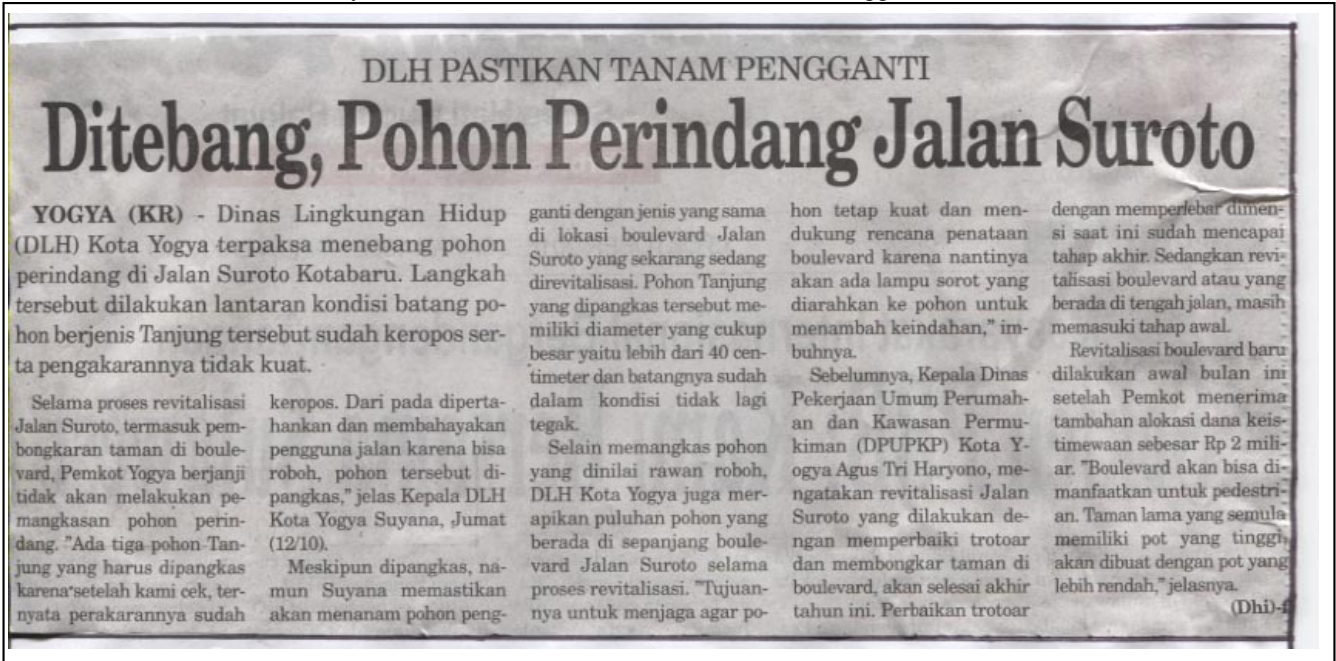 DLH PASTIKAN TANAM PENGGANTI
Ditebang, Pohon Perindang Jalan Suroto
YOGYA (KR) - Dinas Lingkungan Hidup
(DLH) Kota Yogya terpaksa menebang pohon
perindang di Jalan Suroto Kotabaru. Langkah
tersebut dilakukan lantaran kondisi batang po-
hon berjenis Tanjung tersebut sudah keropos ser-
ta pengakarannya tidak kuat.
Selama proses revitalisasi
Jalan Suroto, termasuk pem-
bongkaran taman di boule-
vard, Pemkot Yogya berjanji
tidak akan melakukan pe-
mangkasan pohon perin-
dang. "Ada tiga pohon Tan-
jung yang harus dipangkas
karena setelah kami cek, ter-
nyata perakarannya sudah
keropos. Dari pada diperta-
hankan dan membahayakan
pengguna jalan karena bisa
roboh, pohon tersebut di-
pangkas," jelas Kepala DLH
Kota Yogya Suyana, Jumat
(12/10).
Meskipun dipangkas, na-
mun Suyana memastikan
akan menanam pohon peng-
ganti dengan jenis yang sama
di lokasi boulevard Jalan
Suroto yang sekarang sedang
direvitalisasi. Pohon Tanjung
yang dipangkas tersebut me-
miliki diameter yang cukup
besar yaitu lebih dari 40 cen-
timeter dan batangnya sudah
dalam kondisi tidak lagi
tegak.
Selain memangkas pohon
yang dinilai rawan roboh,
DLH Kota Yogya juga mer-
apikan puluhan pohon yang
berada di sepanjang boule-
vard Jalan Suroto selama
proses revitalisasi. "Tujuan-
nya untuk menjaga agar po-
hon tetap kuat dan men-
dukung rencana penataan
boulevard karena nantinya
akan ada lampu sorot yang
diarahkan ke pohon untuk
menambah keindahan," im-
buhnya.
Sebelumnya, Kepala Dinas
Pekerjaan Umum Perumah-
an dan Kawasan Permu-
kiman (DPUPKP) Kota Y-
ogya Agus Tri Haryono, me-
ngatakan revitalisasi Jalan
Suroto yang dilakukan de-
ngan memperbaiki trotoar
dan membongkar taman di
boulevard, akan selesai akhir
tahun ini. Perbaikan trotoar
dengan memperlebar dimen-
si saat ini sudah mencapai
tahap akhir. Sedangkan revi-
talisasi boulevard atau yang
berada di tengah jalan, masih
memasuki tahap awal.
Revitalisasi boulevard baru
dilakukan awal bulan ini
setelah Pemkot menerima
tambahan alokasi dana keis-
timewaan sebesar Rp 2 mili-
ar. "Boulevard akan bisa di-
manfaatkan untuk pedestri-
an. Taman lama yang semula
memiliki pot yang tinggi,
akan dibuat dengan pot yang
lebih rendah," jelasnya.
(Dhi)-f